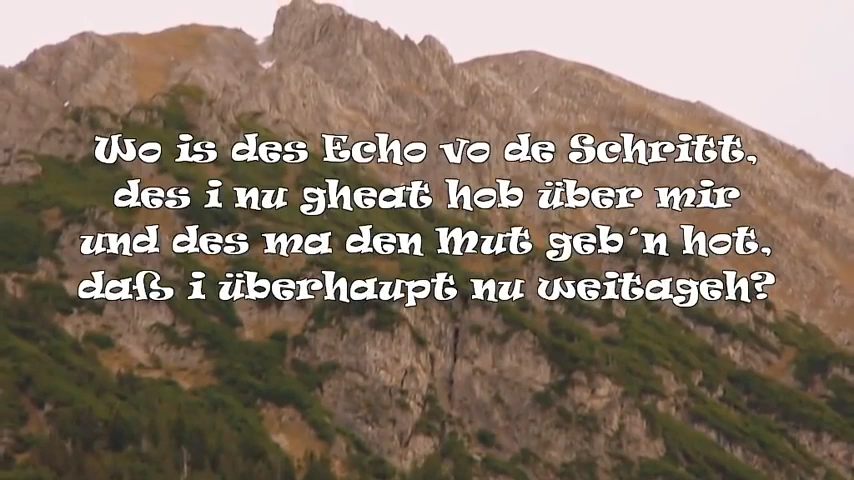 Wo is des Echo vo de Schritt,
des i nu gheat hob über mir
und des ma den Mut geb´n hot,
daß i überhaupt nu weitageh?